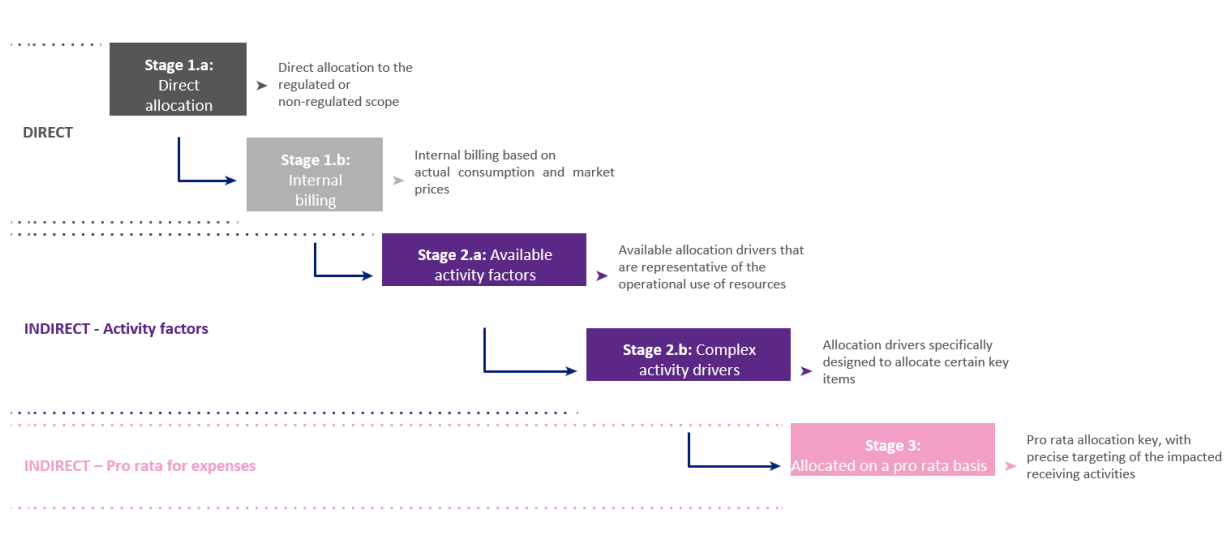 Stage 1.a:
Direct
allocation
Direct allocation to the
regulated or
non-regulated scope
DIRECT
Stage 1.b:
Internal
billing
Internal billing based on
actual consumption and market
prices
Stage 2.a: Available
activity factors
Available allocation drivers that
are representative of the
operational use of resources
INDIRECT - Activity factors
Stage 2.b: Complex
activity drivers
Allocation drivers specifically
designed to allocate certain key
items
INDIRECT – Pro rata for expenses
Stage 3:
Allocated on a pro rata basis
Pro rata allocation key, with
precise targeting of the impacted
receiving activities